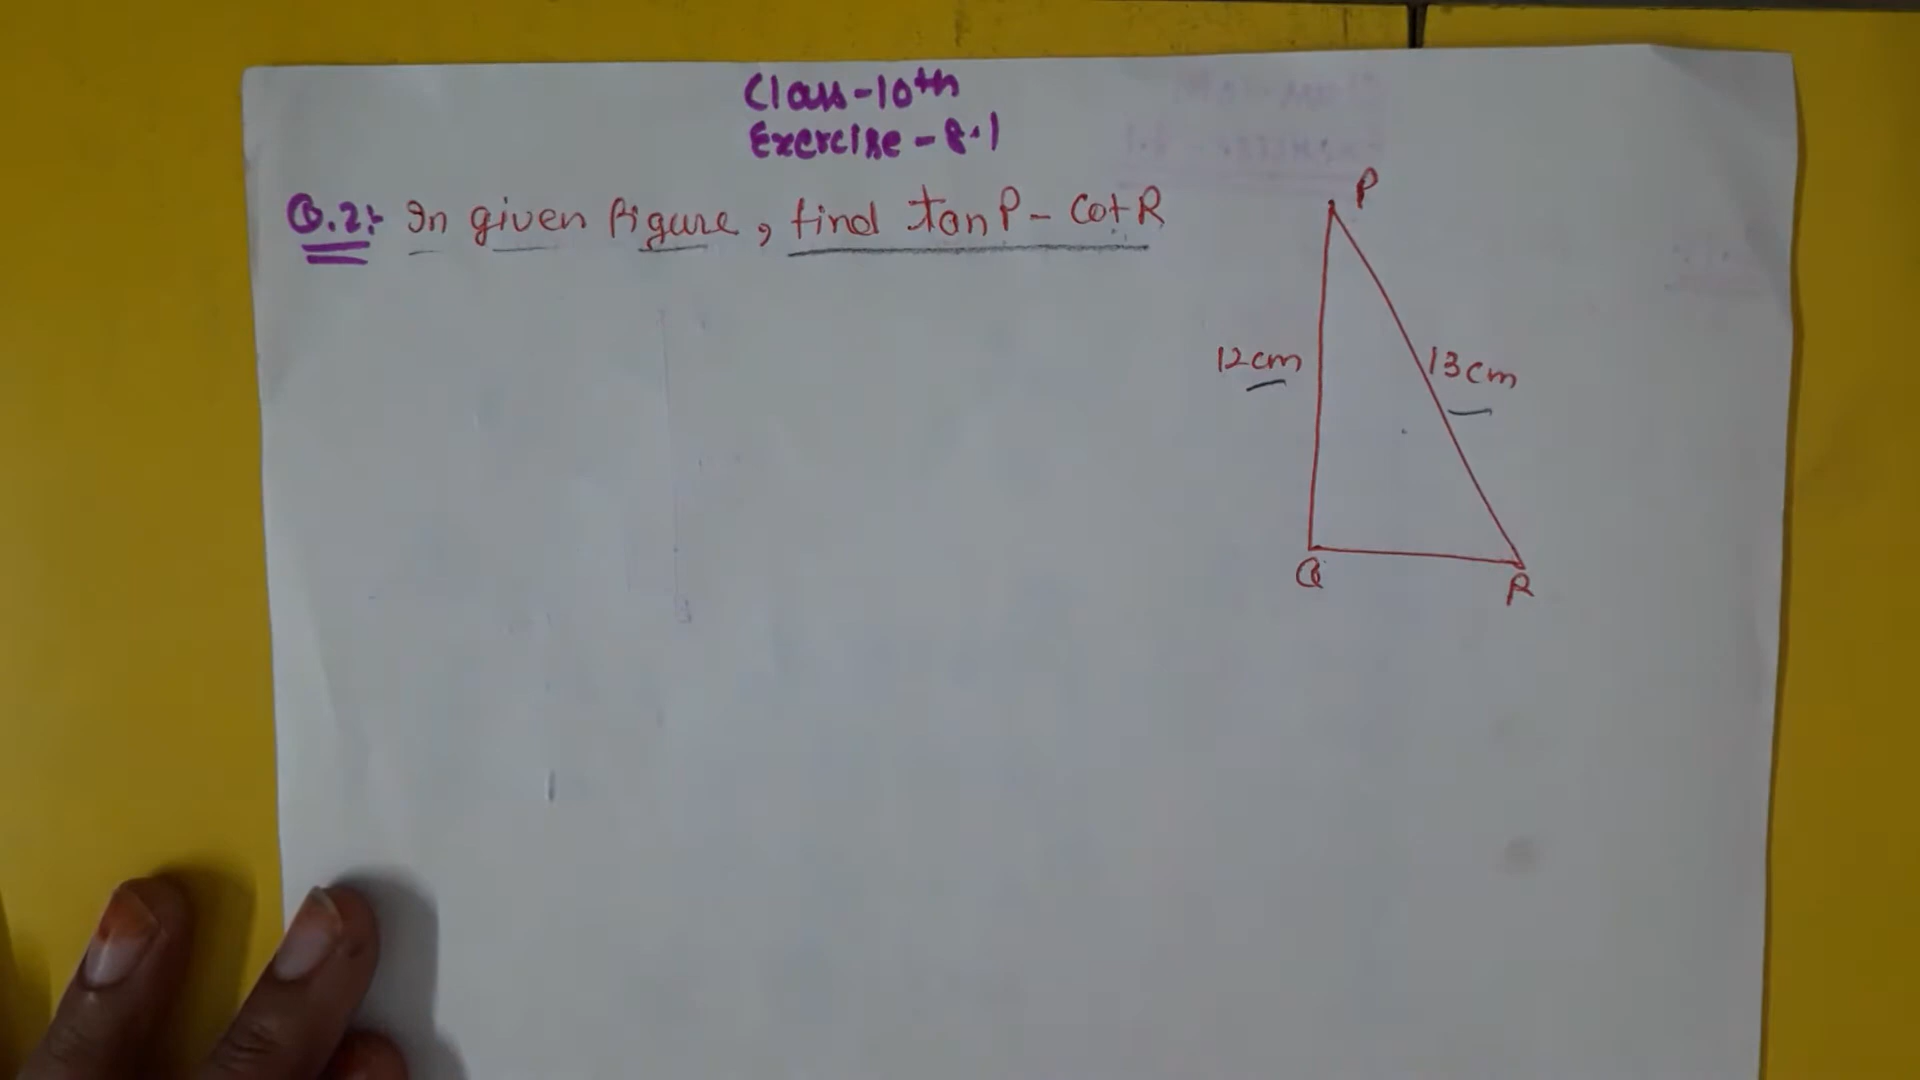 Class-10th
Exercise-8.1
Q.2:- In given figure, find tan P - Cot R
P
12cm
13cm
Q
R